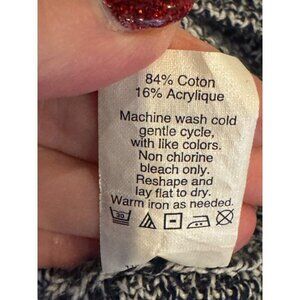 84% Coton
16% Acrylique
Machine wash cold
gentle cycle,
with like colors.
Non chlorine
bleach only.
Reshape and
lay flat to dry.
Warm iron as needed.